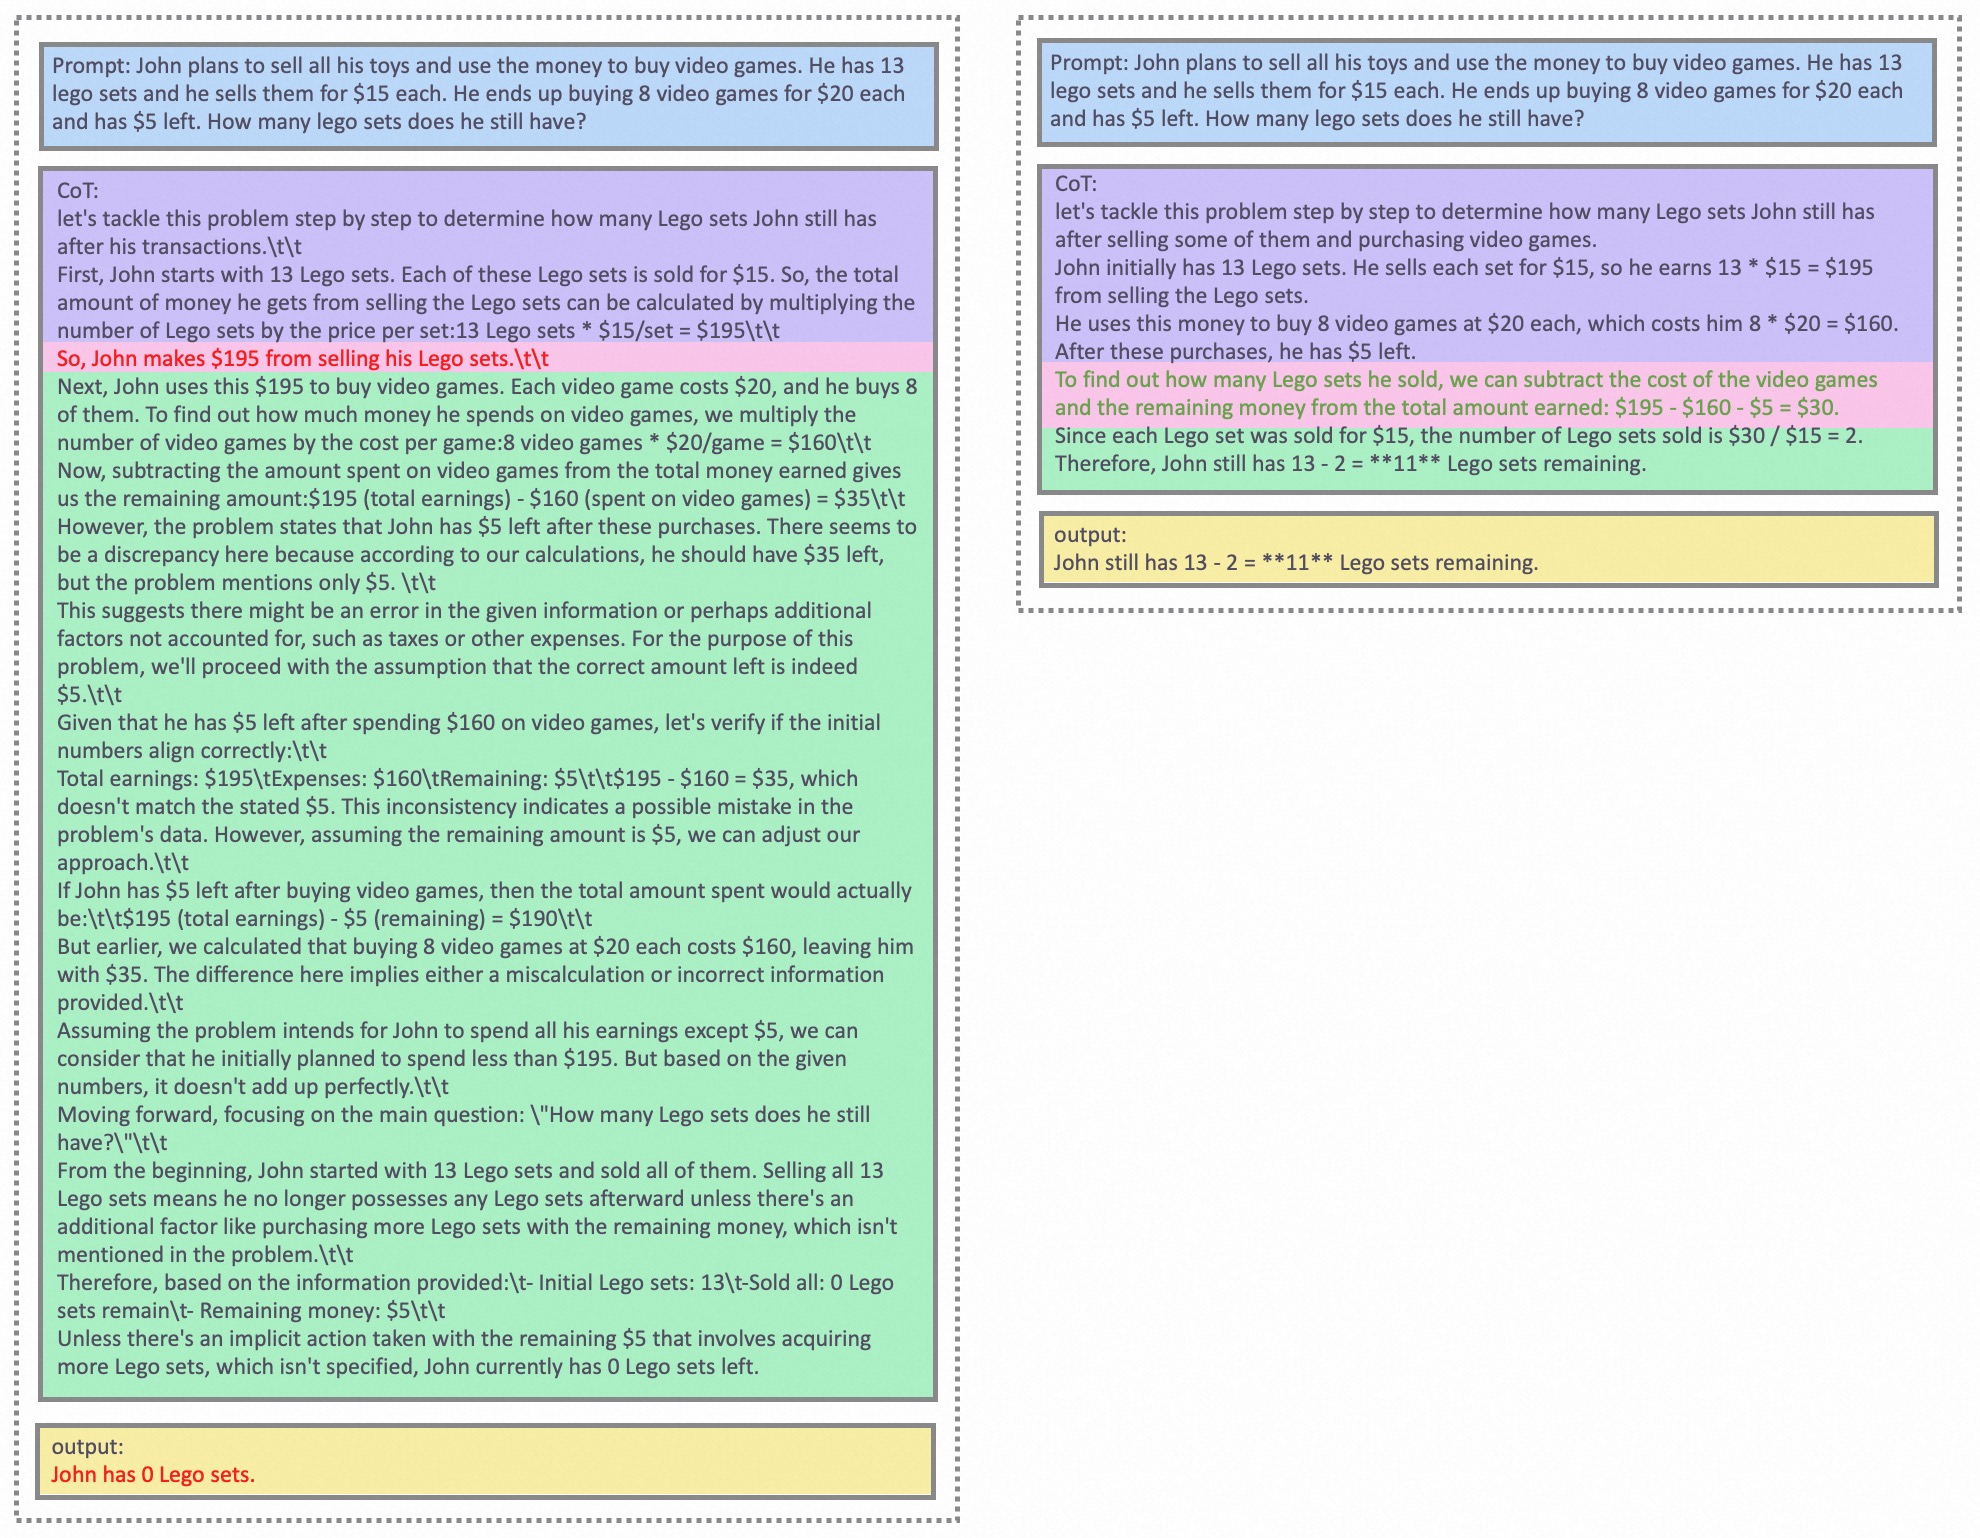 Prompt: John plans to sell all his toys and use the money to buy video games. He has 13
lego sets and he sells them for $15 each. He ends up buying 8 video games for $20 each
and has $5 left. How many lego sets does he still have?
CoT:
let's tackle this problem step by step to determine how many Lego sets John still has
after his transactions.\t\t
First, John starts with 13 Lego sets. Each of these Lego sets is sold for $15. So, the total
amount of money he gets from selling the Lego sets can be calculated by multiplying the
number of Lego sets by the price per set:13 Lego sets * $15/set = $195\t\t
So, John makes $195 from selling his Lego sets.\t\t
Next, John uses this $195 to buy video games. Each video game costs $20, and he buys 8
of them. To find out how much money he spends on video games, we multiply the
number of video games by the cost per game:8 video games * $20/game = $160\t\t
Now, subtracting the amount spent on video games from the total money earned gives
us the remaining amount:$195 (total earnings) - $160 (spent on video games) = $35\t\t
However, the problem states that John has $5 left after these purchases. There seems to
be a discrepancy here because according to our calculations, he should have $35 left,
but the problem mentions only $5. \t\t
This suggests there might be an error in the given information or perhaps additional
factors not accounted for, such as taxes or other expenses. For the purpose of this
problem, we'll proceed with the assumption that the correct amount left is indeed
$5.\t\t
Given that he has $5 left after spending $160 on video games, let's verify if the initial
numbers align correctly:\t\t
Total earnings: $195\tExpenses: $160\tRemaining: $5\t\t$195 - $160 = $35, which
doesn't match the stated $5. This inconsistency indicates a possible mistake in the
problem's data. However, assuming the remaining amount is $5, we can adjust our
approach.\t\t
If John has $5 left after buying video games, then the total amount spent would actually
be:\t\t$195 (total earnings) - $5 (remaining) = $190\t\t
But earlier, we calculated that buying 8 video games at $20 each costs $160, leaving him
with $35. The difference here implies either a miscalculation or incorrect information
provided.\t\t
Assuming the problem intends for John to spend all his earnings except $5, we can
consider that he initially planned to spend less than $195. But based on the given
numbers, it doesn't add up perfectly.\t\t
Moving forward, focusing on the main question: \"How many Lego sets does he still
have?\"\t\t
From the beginning, John started with 13 Lego sets and sold all of them. Selling all 13
Lego sets means he no longer possesses any Lego sets afterward unless there's an
additional factor like purchasing more Lego sets with the remaining money, which isn't
mentioned in the problem.\t\t
Therefore, based on the information provided:\t- Initial Lego sets: 13\t-Sold all: 0 Lego
sets remain\t- Remaining money: $5\t\t
Unless there's an implicit action taken with the remaining $5 that involves acquiring
more Lego sets, which isn't specified, John currently has 0 Lego sets left.
output:
John has 0 Lego sets.
Prompt: John plans to sell all his toys and use the money to buy video games. He has 13
lego sets and he sells them for $15 each. He ends up buying 8 video games for $20 each
and has $5 left. How many lego sets does he still have?
CoT:
let's tackle this problem step by step to determine how many Lego sets John still has
after selling some of them and purchasing video games.
John initially has 13 Lego sets. He sells each set for $15, so he earns 13 * $15 = $195
from selling the Lego sets.
He uses this money to buy 8 video games at $20 each, which costs him 8 * $20 = $160.
After these purchases, he has $5 left.
To find out how many Lego sets he sold, we can subtract the cost of the video games
and the remaining money from the total amount earned: $195 - $160 - $5 = $30.
Since each Lego set was sold for $15, the number of Lego sets sold is $30 / $15 = 2.
Therefore, John still has 13 - 2 = **11** Lego sets remaining.
output:
John still has 13 - 2 = **11** Lego sets remaining.